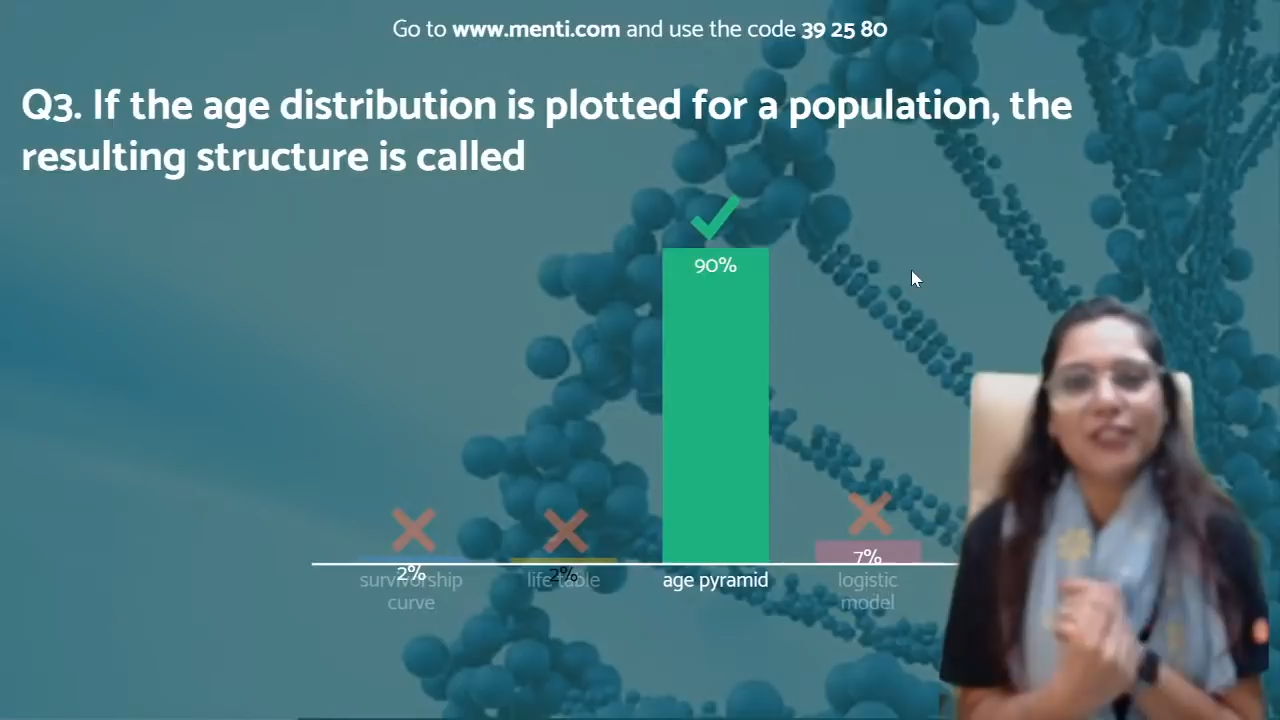 Go to www.menti.com and use the code 39 25 80
Q3. If the age distribution is plotted for a population, the
resulting structure is called
90%
2%
2%
7%
survivorship
curve
life table
age pyramid
logistic
model